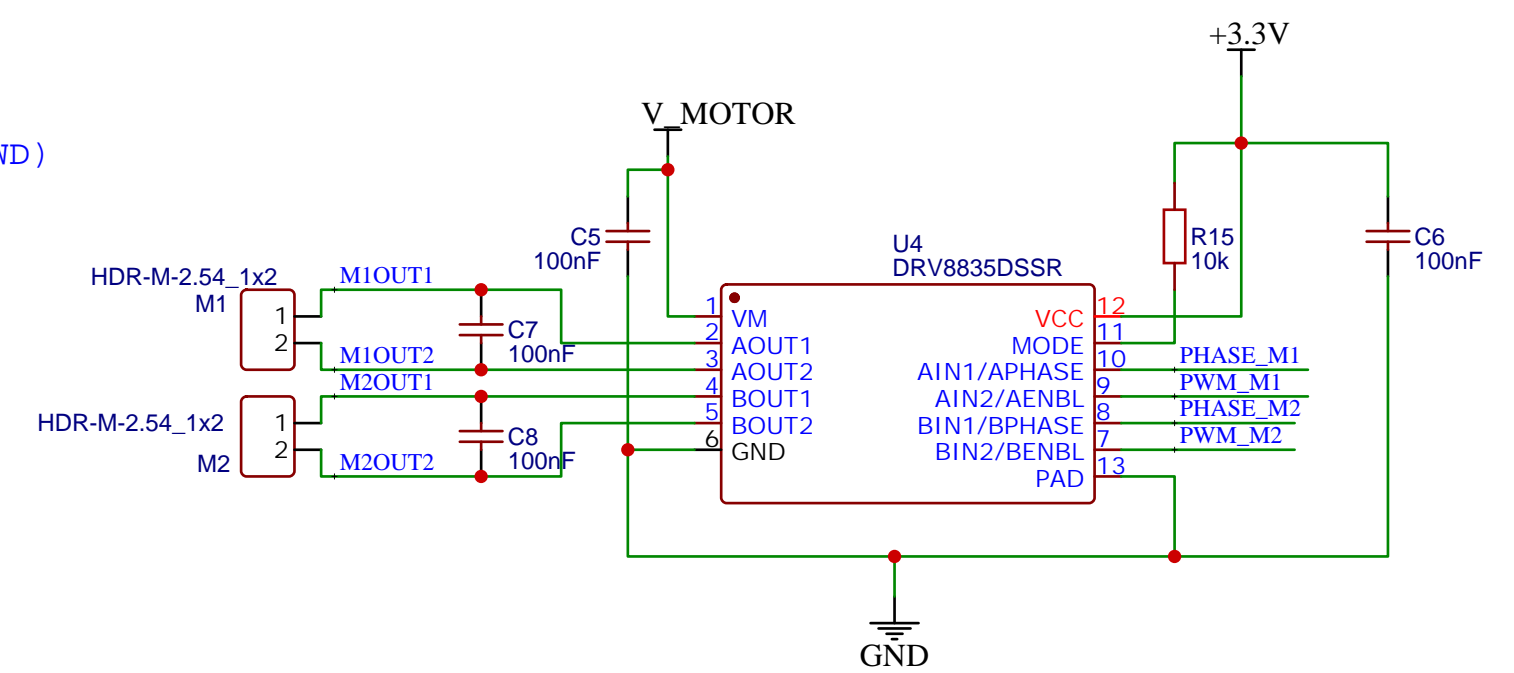 +3.3V
V_MOTOR
ND)
C5
100nF
U4
DRV8835DSSR
R15
10k
C6
100nF
HDR-M-2.54_1x2
M1
1
2
M1OUT1
C7
100nF
M1OUT2
M2OUT1
HDR-M-2.54_1x2
M2
1
2
C8
100nF
M2OUT2
1
VM
2
AOUT1
3
AOUT2
4
BOUT1
5
BOUT2
6
GND
12
VCC
11
MODE
10
AIN1/APHASE
PHASE_M1
9
AIN2/AENBL
PWM_M1
8
BIN1/BPHASE
PHASE_M2
7
BIN2/BENBL
PWM_M2
13
PAD
GND